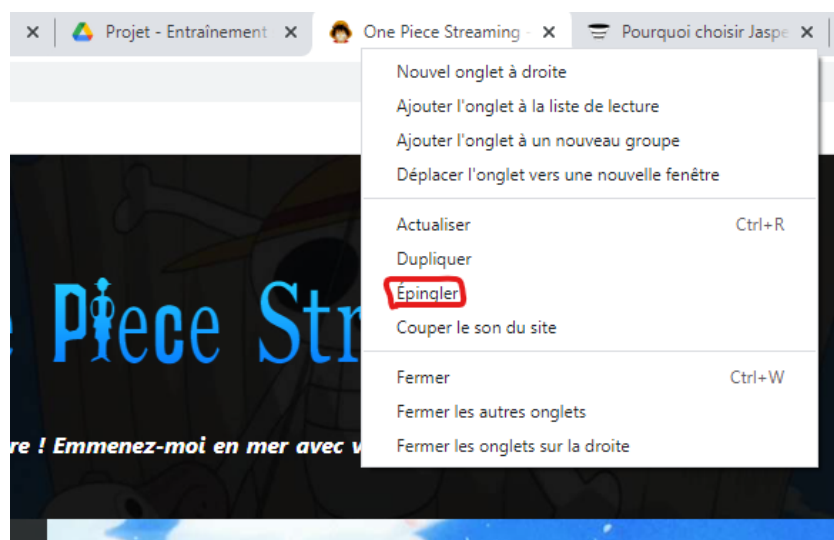 Projet - Entraînement
One Piece Streaming -
Pourquoi choisir Jaspe
Nouvel onglet à droite
Ajouter l'onglet à la liste de lecture
Ajouter l'onglet à un nouveau groupe
Déplacer l'onglet vers une nouvelle fenêtre
Actualiser Ctrl+R
Dupliquer
Épingler
Couper le son du site
Fermer Ctrl+W
Fermer les autres onglets
Fermer les onglets sur la droite
e Piece Str
re ! Emmenez-moi en mer avec v